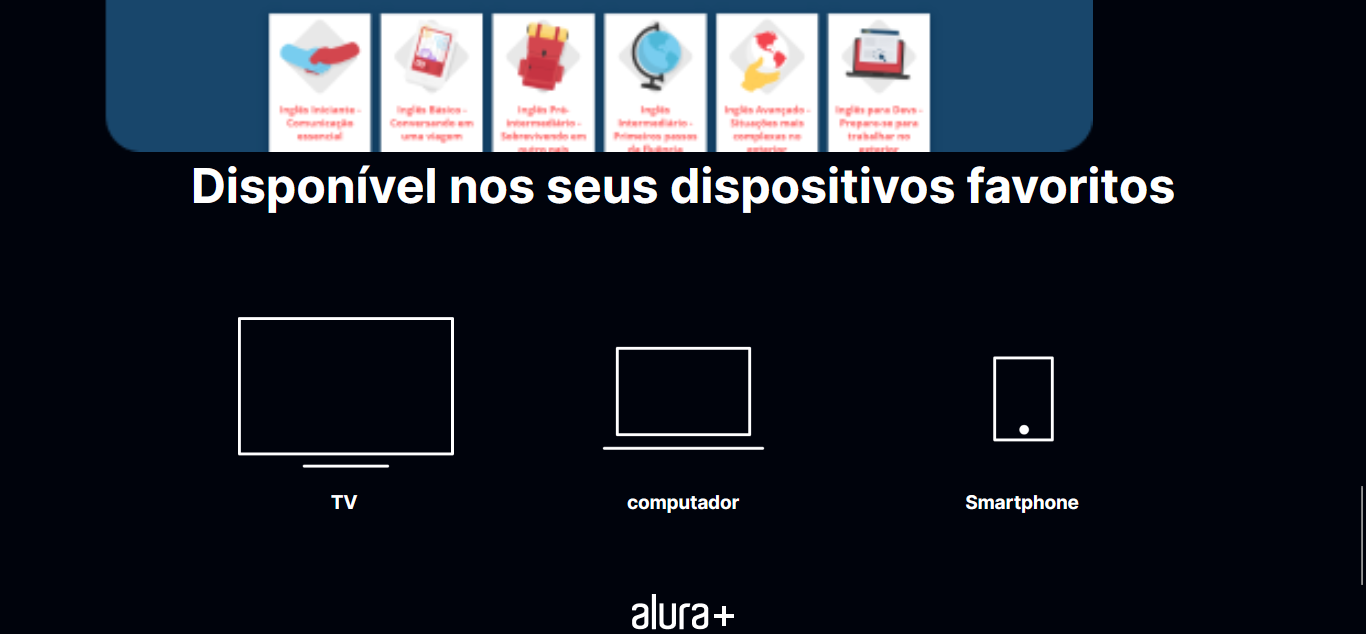 Inglês Iniciante -
Comunicação
essencial
Inglês Básico -
Conversando em
uma viagem
Inglês Pré-
Intermediário -
Sobrevivendo em
outro país
Inglês
Intermediário -
Primeiros passos
da fluência
Inglês Avançado -
Situações mais
complexas no
exterior
Inglês para Devs -
Prepare-se para
trabalhar no
exterior
Disponível nos seus dispositivos favoritos
TV
computador
Smartphone
alura+